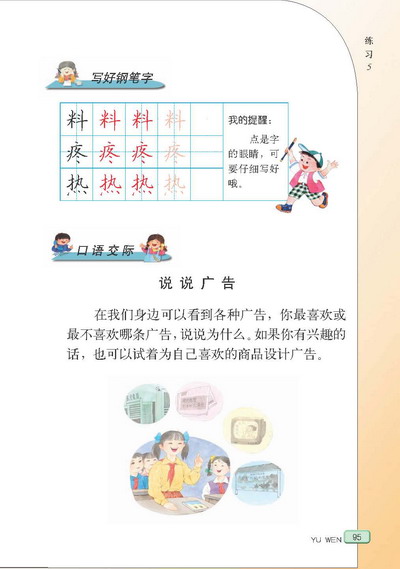 练习5
写好钢笔字
料 料 料 料
疼 疼 疼 疼
热 热 热 热
我的提醒：
点是字
的眼睛，可
要仔细写好
哦。
口语交际
说说广告
在我们身边可以看到各种广告，你最喜欢或
最不喜欢哪条广告，说说为什么。如果你有兴趣的
话，也可以试着为自己喜欢的商品设计广告。
YU WEN 95